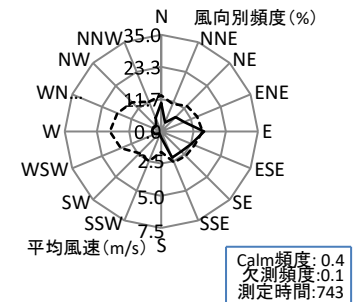 N
風向別頻度(%)
35.0
NNW
NNE
NW
23.3
NE
WN...
11.7
ENE
W
0.0
E
WSW
2.5
ESE
SW
5.0
SE
SSW
7.5
SSE
S
平均風速(m/s)
Calm頻度: 0.4
欠測頻度:0.1
測定時間:743